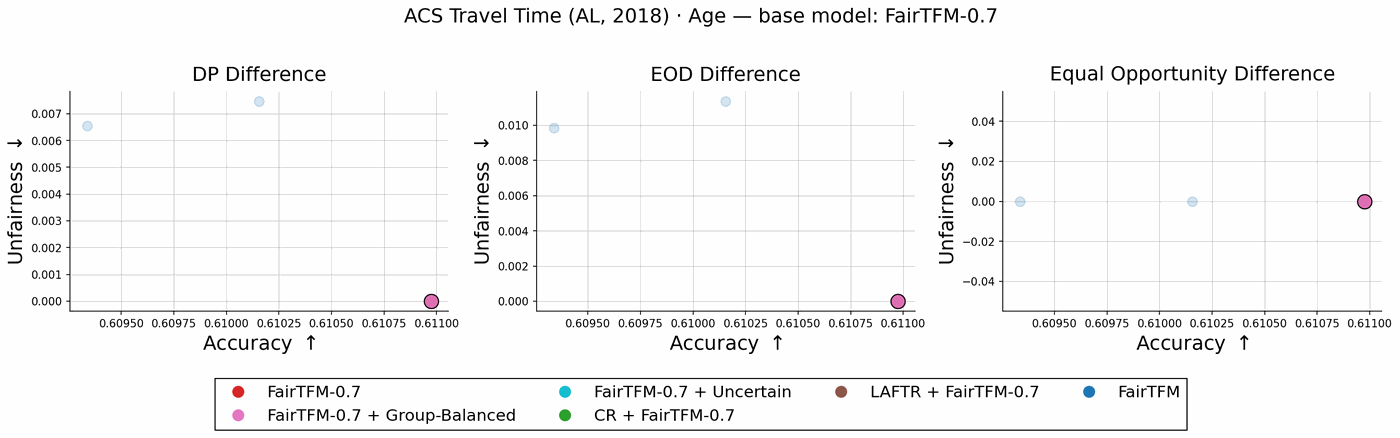 ACS Travel Time (AL, 2018) · Age — base model: FairTFM-0.7
DP Difference
0.007
0.006
0.005
0.004
0.003
0.002
0.001
0.000
Unfairness ↓
0.60950 0.60975 0.61000 0.61025 0.61050 0.61075 0.61100
Accuracy ↑
EOD Difference
0.010
0.008
0.006
0.004
0.002
0.000
Unfairness ↓
0.60950 0.60975 0.61000 0.61025 0.61050 0.61075 0.61100
Accuracy ↑
Equal Opportunity Difference
0.04
0.02
0.00
−0.02
−0.04
Unfairness ↓
0.60950 0.60975 0.61000 0.61025 0.61050 0.61075 0.61100
Accuracy ↑
FairTFM-0.7
FairTFM-0.7 + Group-Balanced
FairTFM-0.7 + Uncertain
CR + FairTFM-0.7
LAFTR + FairTFM-0.7
FairTFM